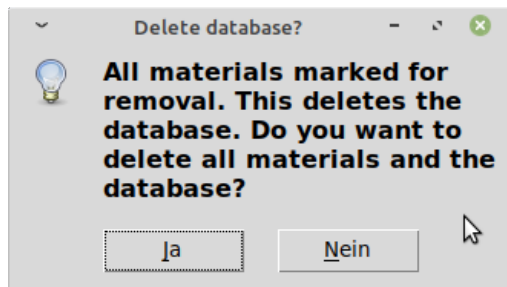 Delete database?
All materials marked for
removal. This deletes the
database. Do you want to
delete all materials and the
database?
Ja
Nein